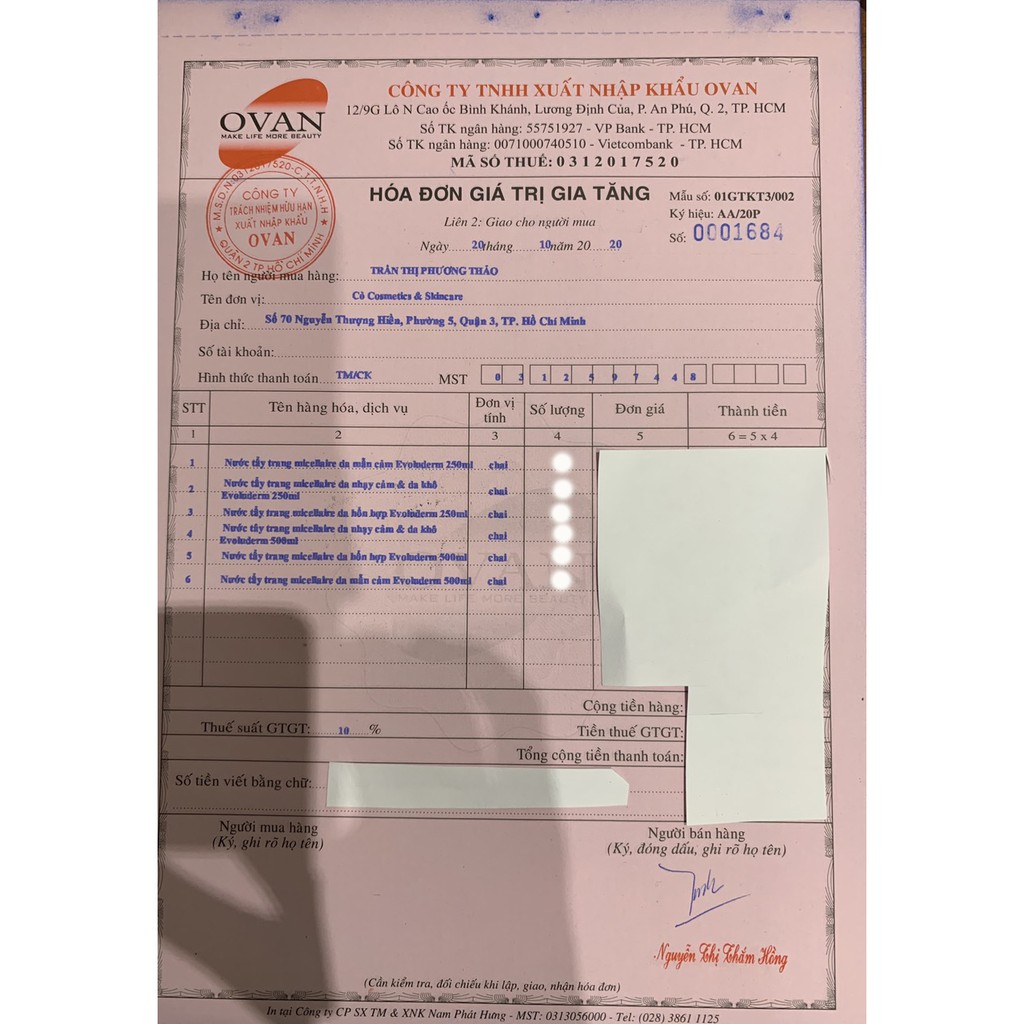 OVAN
MAKE LIFE MORE BEAUTY
CÔNG TY TNHH XUẤT NHẬP KHẨU OVAN
12/9G Lô N Cao ốc Bình Khánh, Lương Định Của, P. An Phú, Q. 2, TP. HCM
Số TK ngân hàng: 55751927 - VP Bank - TP. HCM
Số TK ngân hàng: 0071000740510 - Vietcombank - TP. HCM
MÃ SỐ THUẾ: 0312017520
M.S.D.N:0312017520-C.T.T.N.H.H
CÔNG TY
TRÁCH NHIỆM HỮU HẠN
XUẤT NHẬP KHẨU
OVAN
QUẬN 2 TP.HỒ CHÍ MINH
HÓA ĐƠN GIÁ TRỊ GIA TĂNG
Liên 2: Giao cho người mua
Ngày 20 tháng 10 năm 20 20
Mẫu số: 01GTKT3/002
Ký hiệu: AA/20P
Số: 0001684
Họ tên người mua hàng: TRẦN THỊ PHƯƠNG THẢO
Tên đơn vị: Cỏ Cosmetics & Skincare
Địa chỉ: Số 70 Nguyễn Thượng Hiền, Phường 5, Quận 3, TP. Hồ Chí Minh
Số tài khoản:
Hình thức thanh toán TM/CK MST 0312597448
STT Tên hàng hóa, dịch vụ Đơn vị tính Số lượng Đơn giá Thành tiền
1 2 3 4 5 6 = 5 x 4
1 Nước tẩy trang micellaire da mẫn cảm Evoluderm 250ml chai
2 Nước tẩy trang micellaire da nhạy cảm & da khô
Evoluderm 250ml chai
3 Nước tẩy trang micellaire da hỗn hợp Evoluderm 250ml chai
4 Nước tẩy trang micellaire da nhạy cảm & da khô
Evoluderm 500ml chai
5 Nước tẩy trang micellaire da hỗn hợp Evoluderm 500ml chai
6 Nước tẩy trang micellaire da mẫn cảm Evoluderm 500ml chai
OVAN
MAKE LIFE MORE BEAUTY
Cộng tiền hàng:
Thuế suất GTGT: 10 % Tiền thuế GTGT:
Tổng cộng tiền thanh toán:
Số tiền viết bằng chữ:
Người mua hàng
(Ký, ghi rõ họ tên)
Người bán hàng
(Ký, đóng dấu, ghi rõ họ tên)
Nguyễn Thị Thắm Hồng
(Cần kiểm tra, đối chiếu khi lập, giao, nhận hóa đơn)
In tại Công ty CP SX TM & XNK Nam Phát Hưng - MST: 0313056000 - Tel: (028) 3861 1125